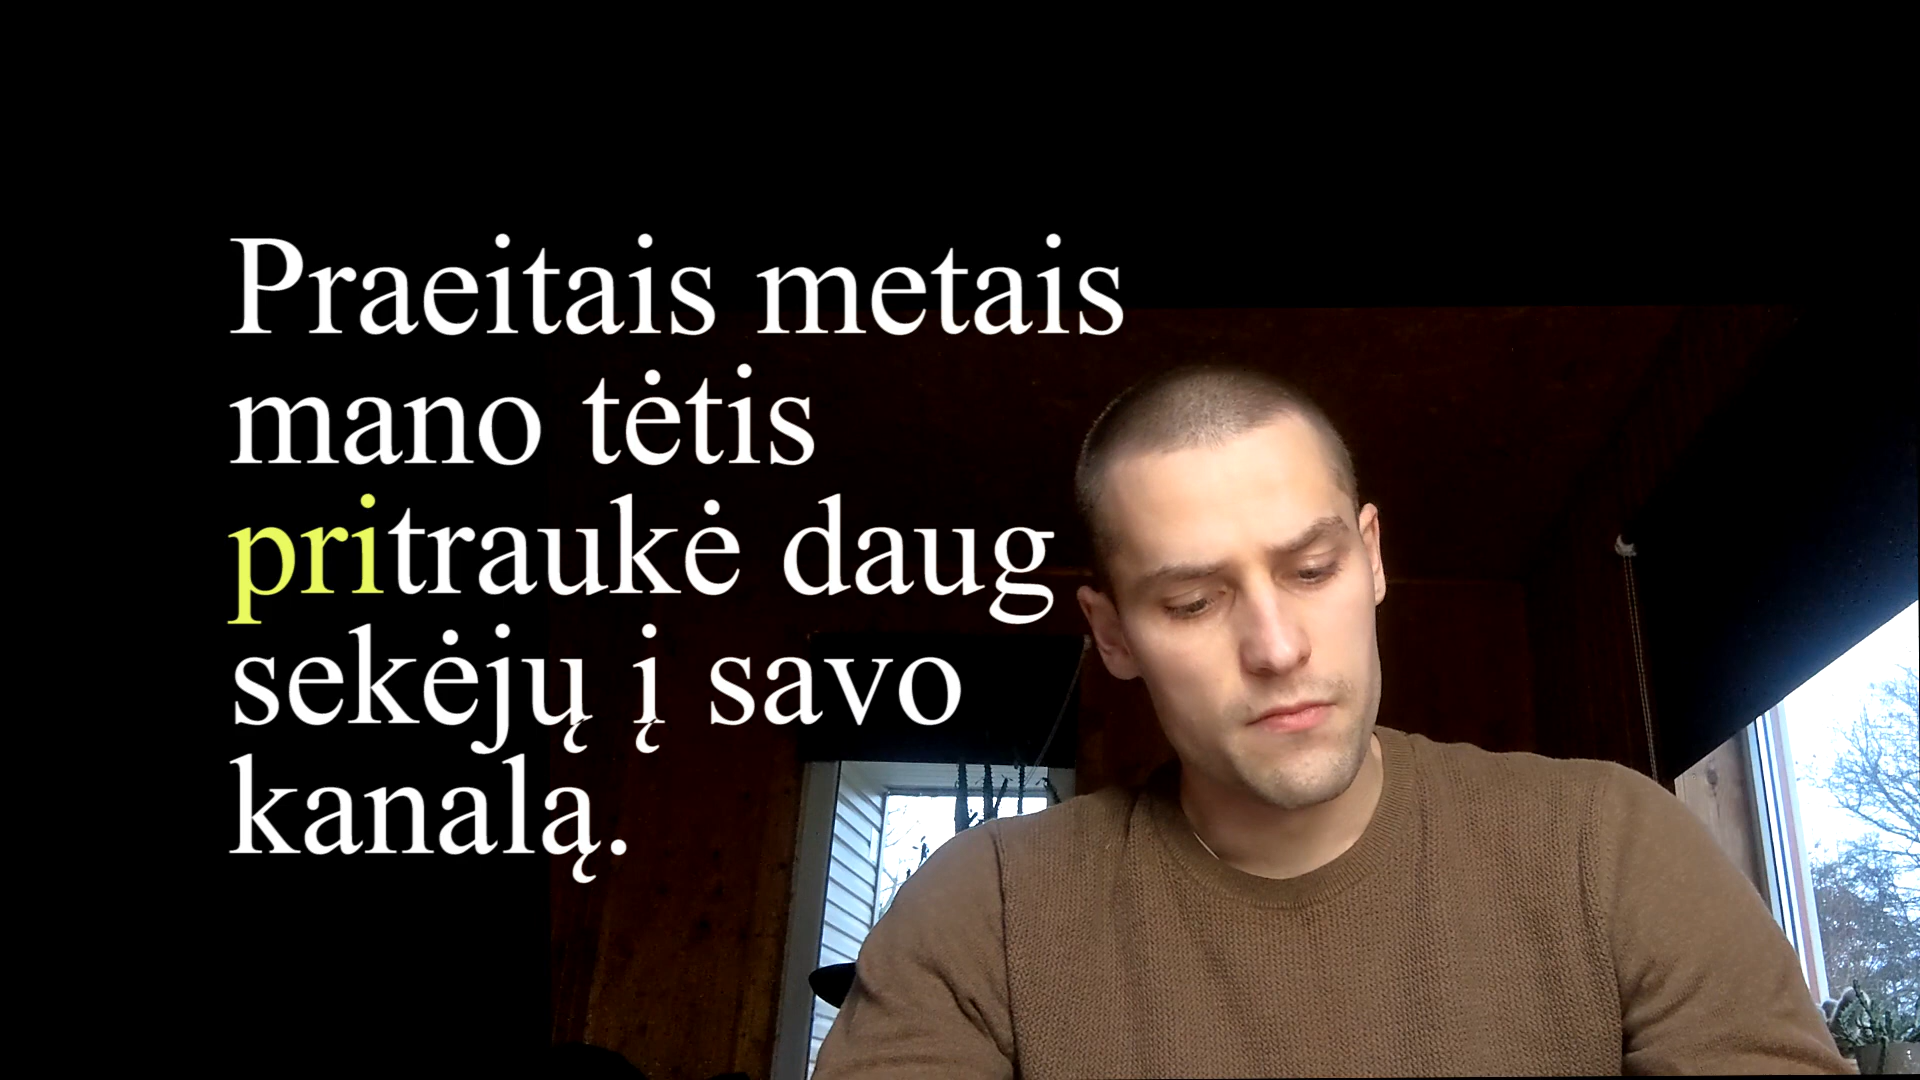 Praeitais metais
mano tėtis
pritraukė daug
sekėjų į savo
kanalą.